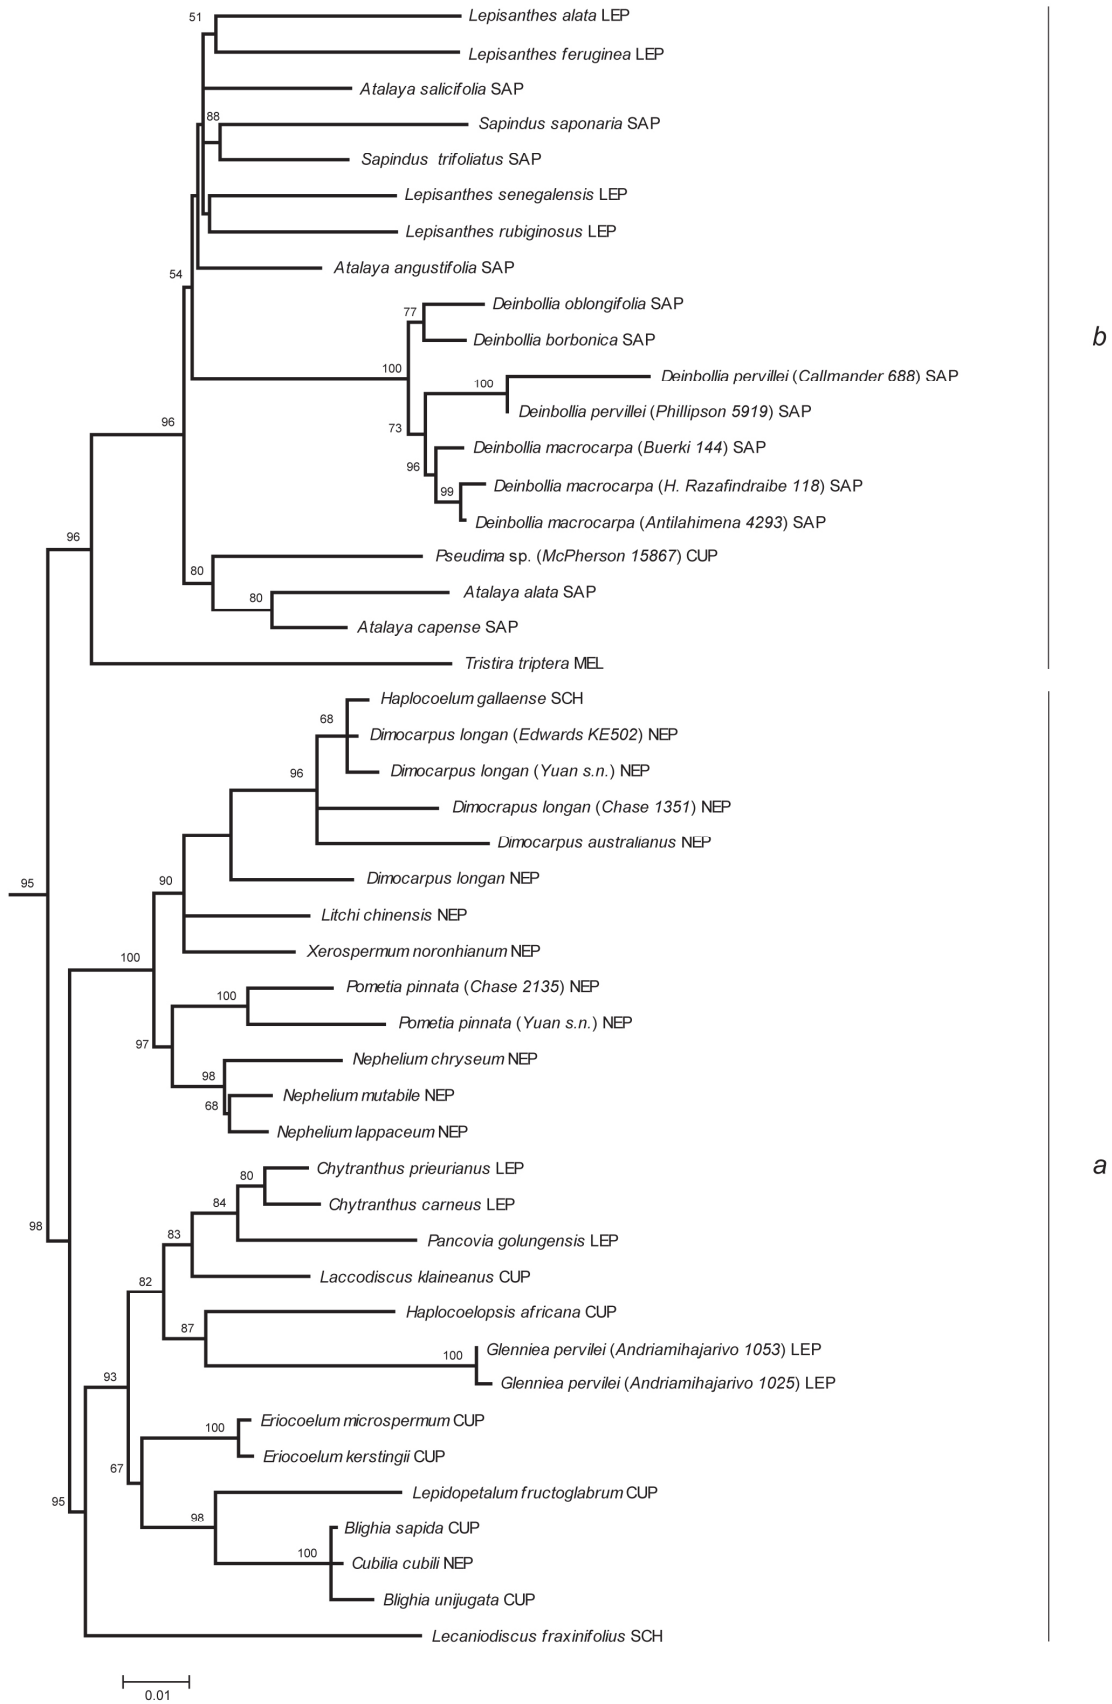 51
Lepisanthes alata LEP
Lepisanthes feruginea LEP
Atalaya salicifolia SAP
88
Sapindus saponaria SAP
Sapindus trifoliatus SAP
Lepisanthes senegalensis LEP
Lepisanthes rubiginosus LEP
Atalaya angustifolia SAP
54
Deinbollia oblongifolia SAP
77
b
Deinbollia borbonica SAP
100
Deinbollia pervillei (Callmander 688) SAP
100
Deinbollia pervillei (Phillipson 5919) SAP
96
73
Deinbollia macrocarpa (Buerki 144) SAP
96
Deinbollia macrocarpa (H. Razafindraibe 118) SAP
99
Deinbollia macrocarpa (Antilahimena 4293) SAP
96
Pseudima sp. (McPherson 15867) CUP
80
Atalaya alata SAP
80
Atalaya capense SAP
Tristira triptera MEL
Haplocoelum gallaense SCH
68
Dimocarpus longan (Edwards KE502) NEP
96
Dimocarpus longan (Yuan s.n.) NEP
Dimocrapus longan (Chase 1351) NEP
Dimocarpus australianus NEP
95
90
Dimocarpus longan NEP
Litchi chinensis NEP
Xerospermum noronhianum NEP
100
Pometia pinnata (Chase 2135) NEP
100
Pometia pinnata (Yuan s.n.) NEP
97
Nephelium chryseum NEP
98
Nephelium mutabile NEP
68
Nephelium lappaceum NEP
a
Chytranthus prieurianus LEP
80
Chytranthus carneus LEP
84
98
83
Pancovia golungensis LEP
Laccodiscus klaineanus CUP
82
Haplocoelopsis africana CUP
87
Glenniea pervilei (Andriamihajarivo 1053) LEP
100
Glenniea pervilei (Andriamihajarivo 1025) LEP
93
Eriocoelum microspermum CUP
100
Eriocoelum kerstingii CUP
67
Lepidopetalum fructoglabrum CUP
95
98
Blighia sapida CUP
100
Cubilia cubili NEP
Blighia unijugata CUP
Lecaniodiscus fraxinifolius SCH
0.01